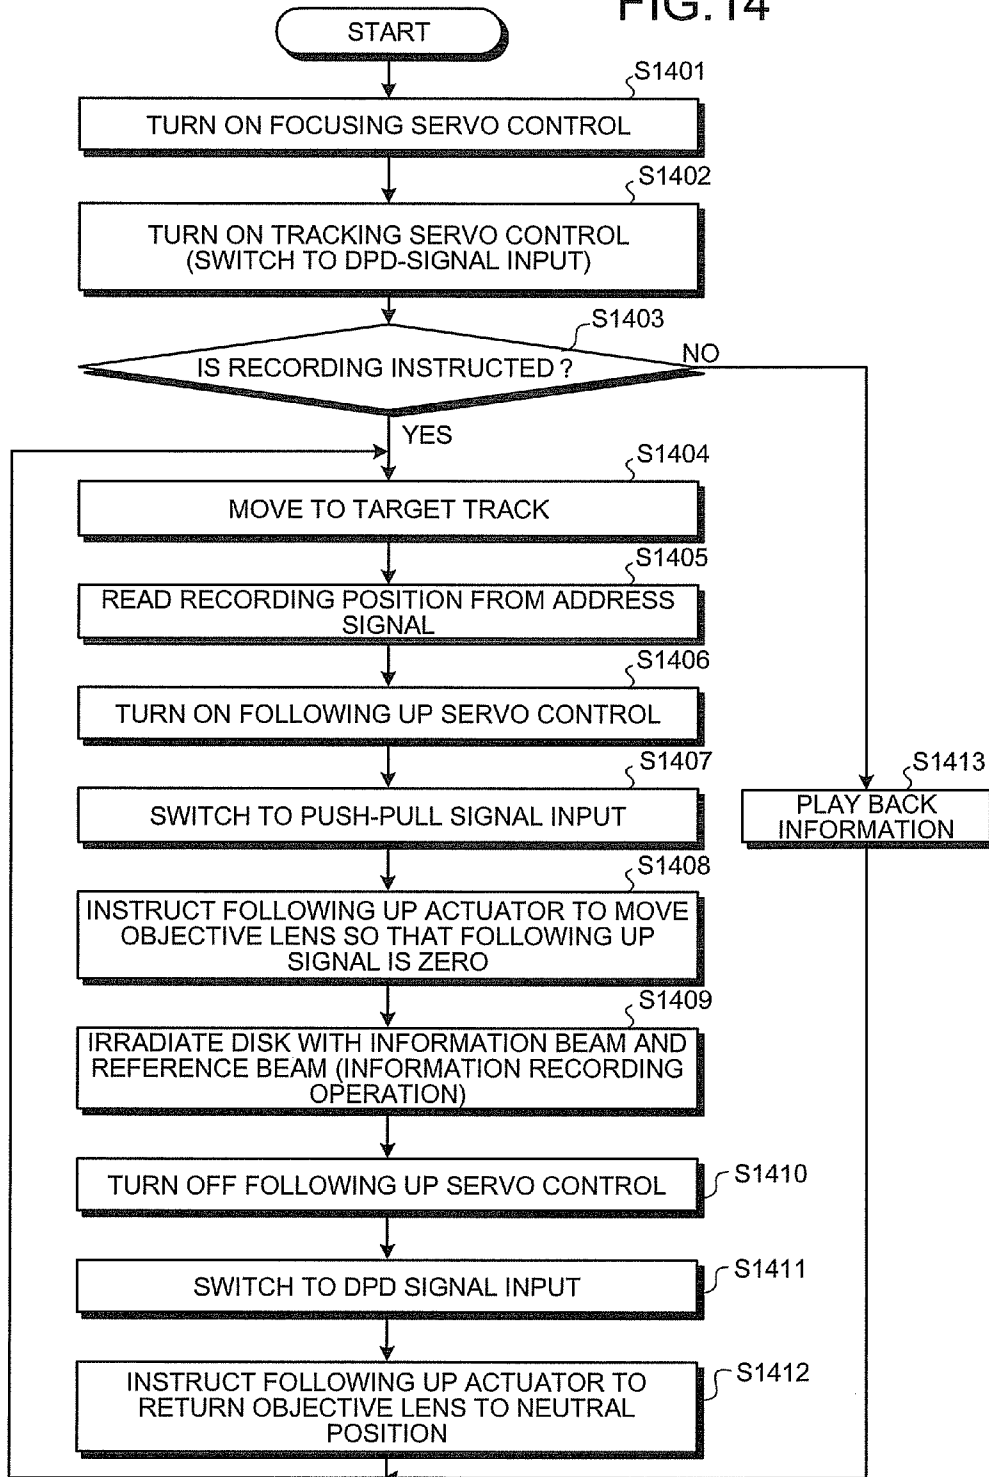 FIG.14
START
S1401
TURN ON FOCUSING SERVO CONTROL
S1402
TURN ON TRACKING SERVO CONTROL
(SWITCH TO DPD-SIGNAL INPUT)
S1403
IS RECORDING INSTRUCTED ?
NO
YES
S1404
MOVE TO TARGET TRACK
S1405
READ RECORDING POSITION FROM ADDRESS
SIGNAL
S1406
TURN ON FOLLOWING UP SERVO CONTROL
S1407
SWITCH TO PUSH-PULL SIGNAL INPUT
S1413
PLAY BACK
INFORMATION
S1408
INSTRUCT FOLLOWING UP ACTUATOR TO MOVE
OBJECTIVE LENS SO THAT FOLLOWING UP
SIGNAL IS ZERO
S1409
IRRADIATE DISK WITH INFORMATION BEAM AND
REFERENCE BEAM (INFORMATION RECORDING
OPERATION)
TURN OFF FOLLOWING UP SERVO CONTROL
S1410
SWITCH TO DPD SIGNAL INPUT
S1411
INSTRUCT FOLLOWING UP ACTUATOR TO
RETURN OBJECTIVE LENS TO NEUTRAL
POSITION
S1412